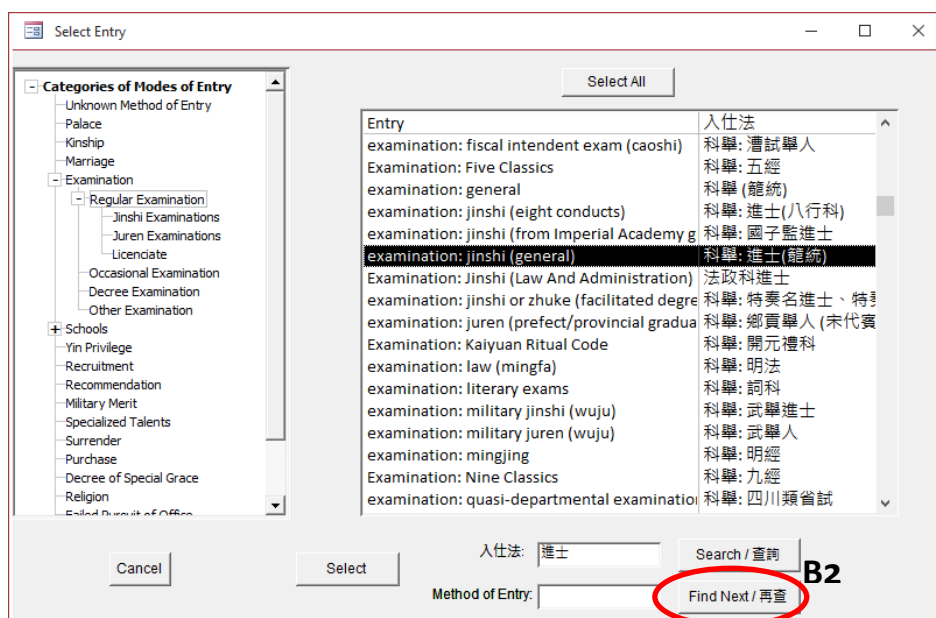 Select Entry
Categories of Modes of Entry
Unknown Method of Entry
Palace
Kinship
Marriage
Examination
Regular Examination
Jinshi Examinations
Juren Examinations
Licenciate
Occasional Examination
Decree Examination
Other Examination
Schools
Yin Privilege
Recruitment
Recommendation
Military Merit
Specialized Talents
Surrender
Purchase
Decree of Special Grace
Religion
Failed Pursuit of Office
Select All
Entry 入仕法
examination: fiscal intendent exam (caoshi) 科舉: 漕試舉人
Examination: Five Classics 科舉: 五經
examination: general 科舉 (籠統)
examination: jinshi (eight conducts) 科舉: 進士(八行科)
examination: jinshi (from Imperial Academy g 科舉: 國子監進士
examination: jinshi (general) 科舉: 進士(籠統)
Examination: Jinshi (Law And Administration) 法政科進士
examination: jinshi or zhuke (facilitated degre 科舉: 特奏名進士、特
examination: juren (prefect/provincial gradua 科舉: 鄉貢舉人 (宋代賓
examination: Kaiyuan Ritual Code 科舉: 開元禮科
examination: law (mingfa) 科舉: 明法
examination: literary exams 科舉: 詞科
examination: military jinshi (wuju) 科舉: 武舉進士
examination: military juren (wuju) 科舉: 武舉人
examination: mingjing 科舉: 明經
Examination: Nine Classics 科舉: 九經
examination: quasi-departmental examination 科舉: 四川類省試
Cancel
Select
入仕法: 進士
Search / 查詢
B2
Method of Entry:
Find Next / 再查